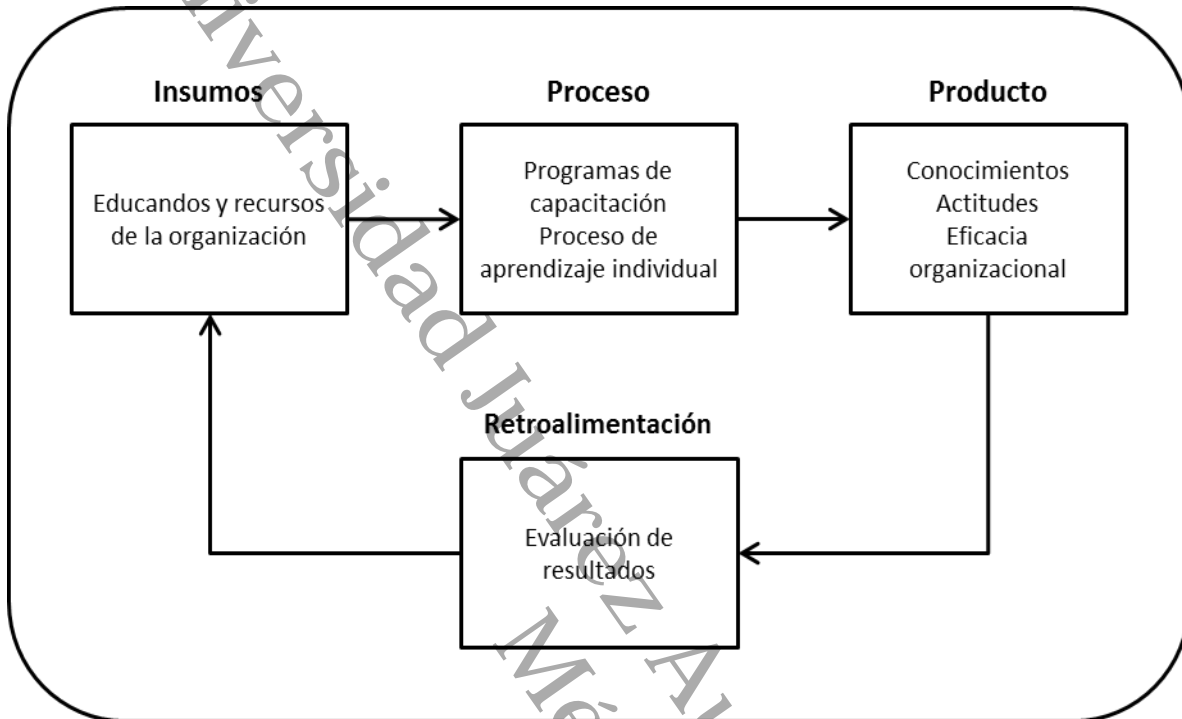 Insumos
Educandos y recursos
de la organización
Proceso
Programas de
capacitación
Proceso de
aprendizaje individual
Producto
Conocimientos
Actitudes
Eficacia
organizacional
Retroalimentación
Evaluación de
resultados
Juárez